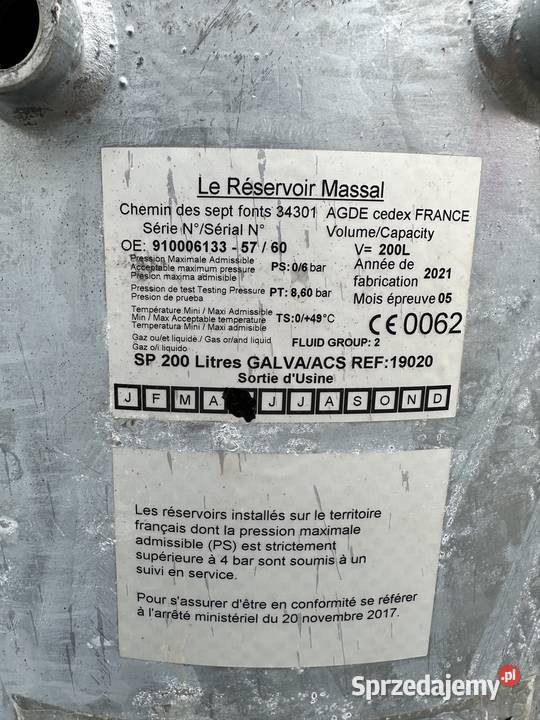 Le Réservoir Massal
Chemin des sept fonts 34301 AGDE cedex FRANCE
Série N°/Sérial N° Volume/Capacity
OE: 910006133 - 57 / 60 V= 200L
Pression Maximale Admissible
Acceptable maximum pressure PS: 0/6 bar
Presion maxima admisible
Année de
fabrication 2021
Pression de test Testing Pressure PT: 8,60 bar
Presion de prueba
Mois épreuve 05
Température Mini / Maxi Admissible
Min / Max Acceptable temperature TS:0/+49°C
Temperatura Mini / Maxi admisible
CE 0062
Gaz ou/et liquide./ Gas or/and liquid
Gaz o/i liquido
FLUID GROUP: 2
SP 200 Litres GALVA/ACS REF:19020
Sortie d'Usine
J F M A J J A S O N D
Les réservoirs installés sur le territoire
français dont la pression maximale
admissible (PS) est strictement
supérieure à 4 bar sont soumis à un
suivi en service.
Pour s'assurer d'être en conformité se référer
à l'arrêté ministériel du 20 novembre 2017.
Sprzedajemy.pl